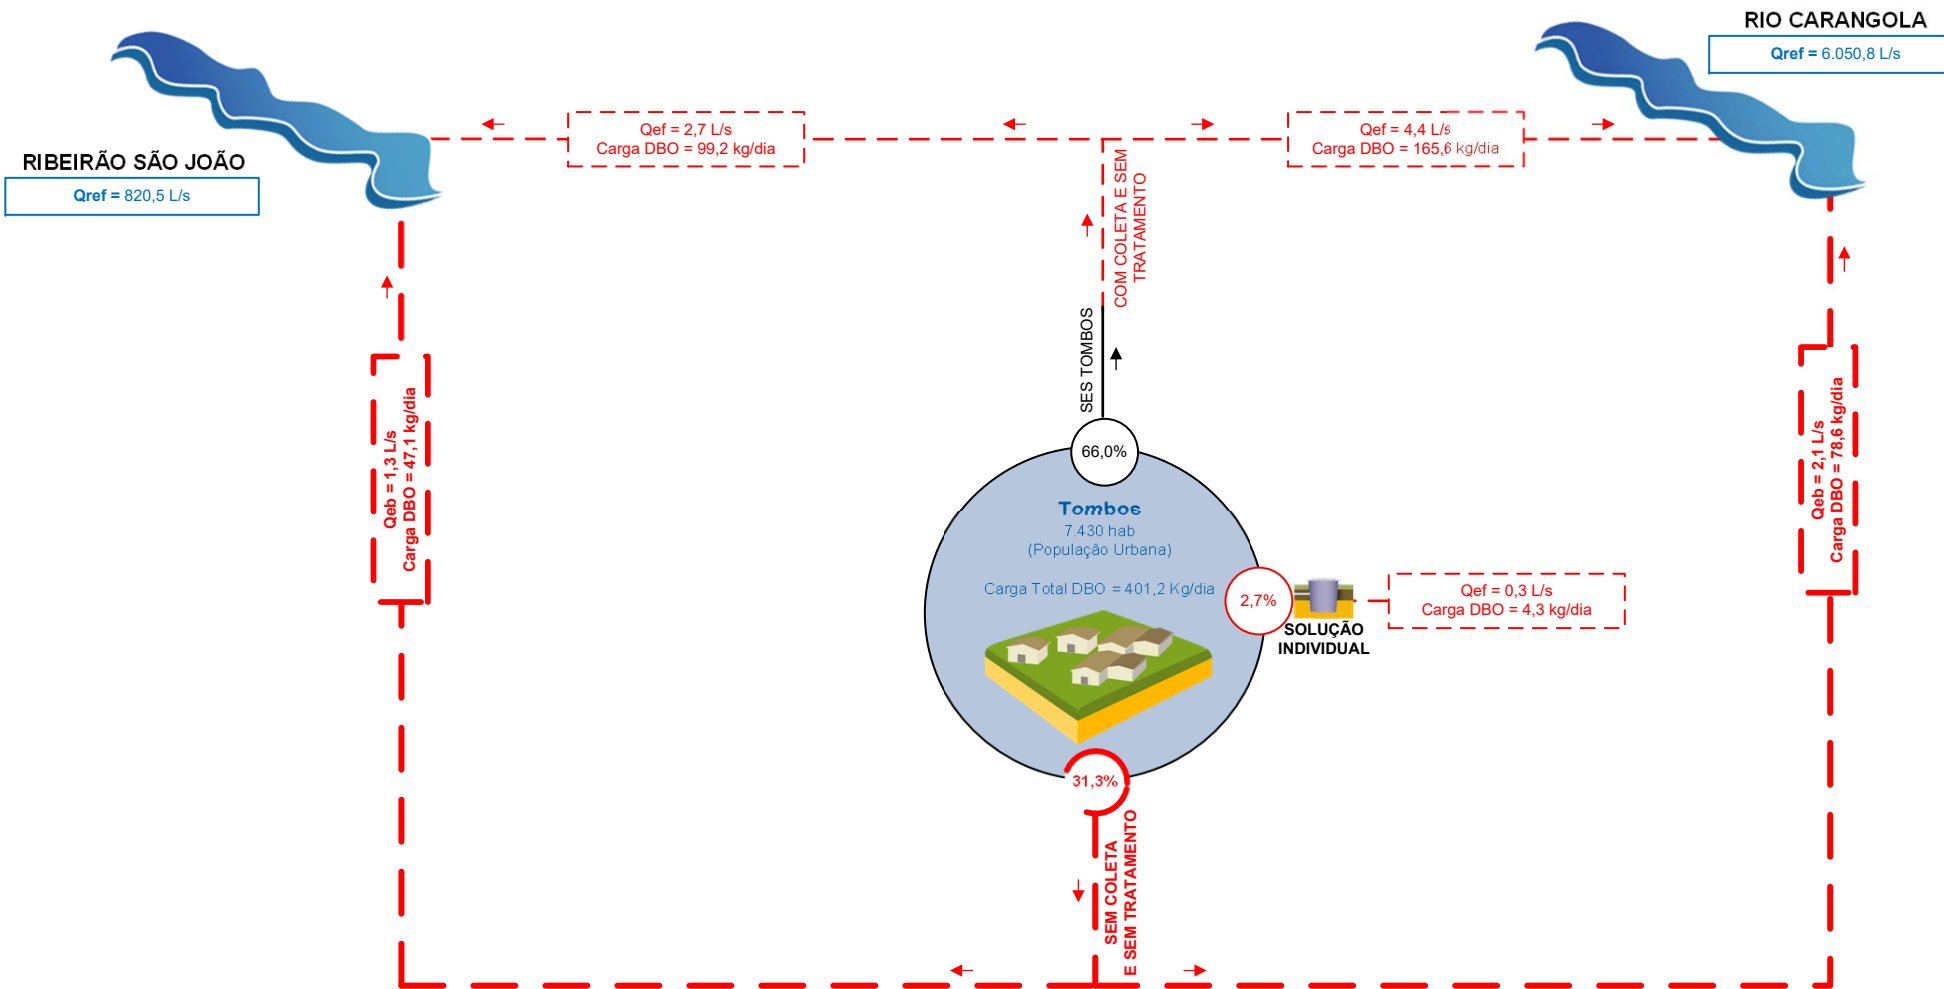 RIO CARANGOLA
Qref = 6.050,8 L/s
RIBEIRÃO SÃO JOÃO
Qref = 820,5 L/s
Qef = 2,7 L/s
Carga DBO = 99,2 kg/dia
Qef = 4,4 L/s
Carga DBO = 165,6 kg/dia
COM COLETA E SEM
TRATAMENTO
SES TOMBOS
66,0%
Qeb = 1,3 L/s
Carga DBO = 47,1 kg/dia
Qeb = 2,1 L/s
Carga DBO = 78,6 kg/dia
Tombos
7.430 hab
(População Urbana)
Carga Total DBO = 401,2 Kg/dia
2,7%
SOLUÇÃO
INDIVIDUAL
Qef = 0,3 L/s
Carga DBO = 4,3 kg/dia
31,3%
SEM COLETA
E SEM TRATAMENTO